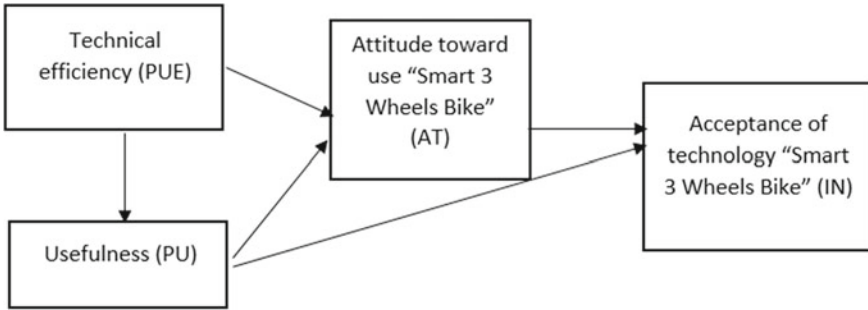 Technical
efficiency (PUE)
Usefulness (PU)
Attitude toward
use “Smart 3
Wheels Bike”
(AT)
Acceptance of
technology “Smart
3 Wheels Bike” (IN)